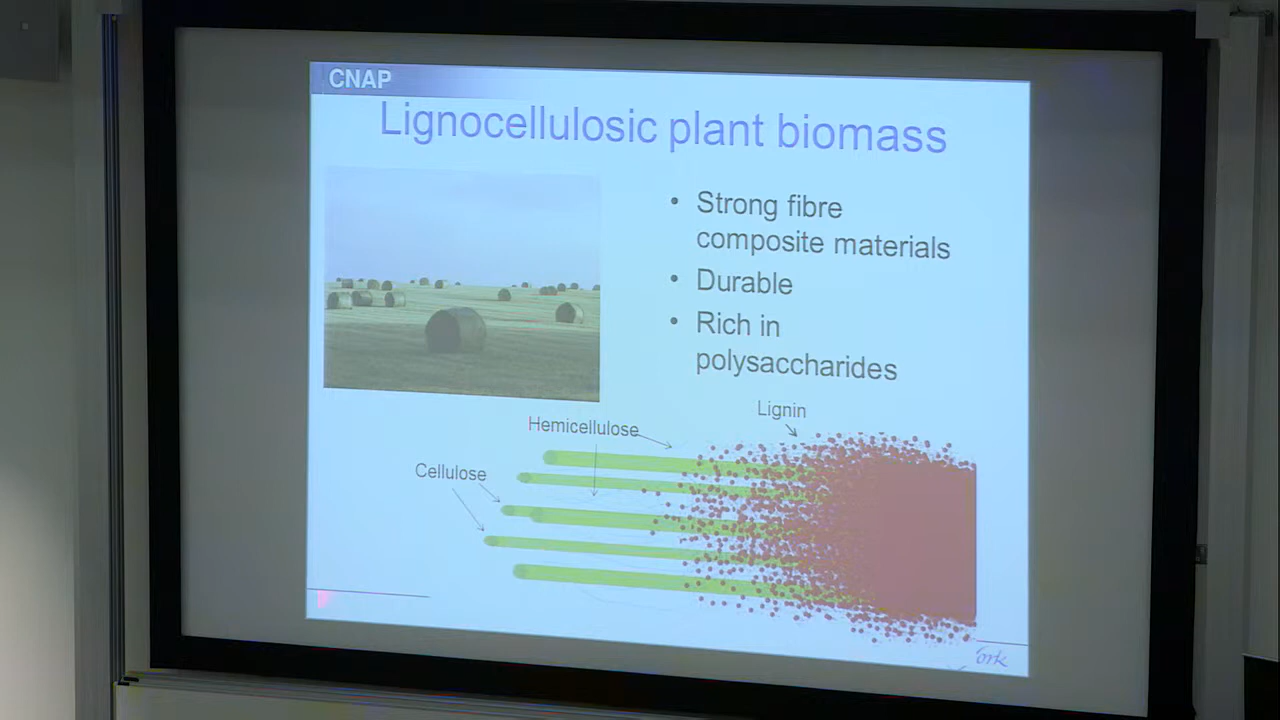 CNAP
Lignocellulosic plant biomass
• Strong fibre
composite materials
• Durable
• Rich in
polysaccharides
Lignin
Hemicellulose
Cellulose